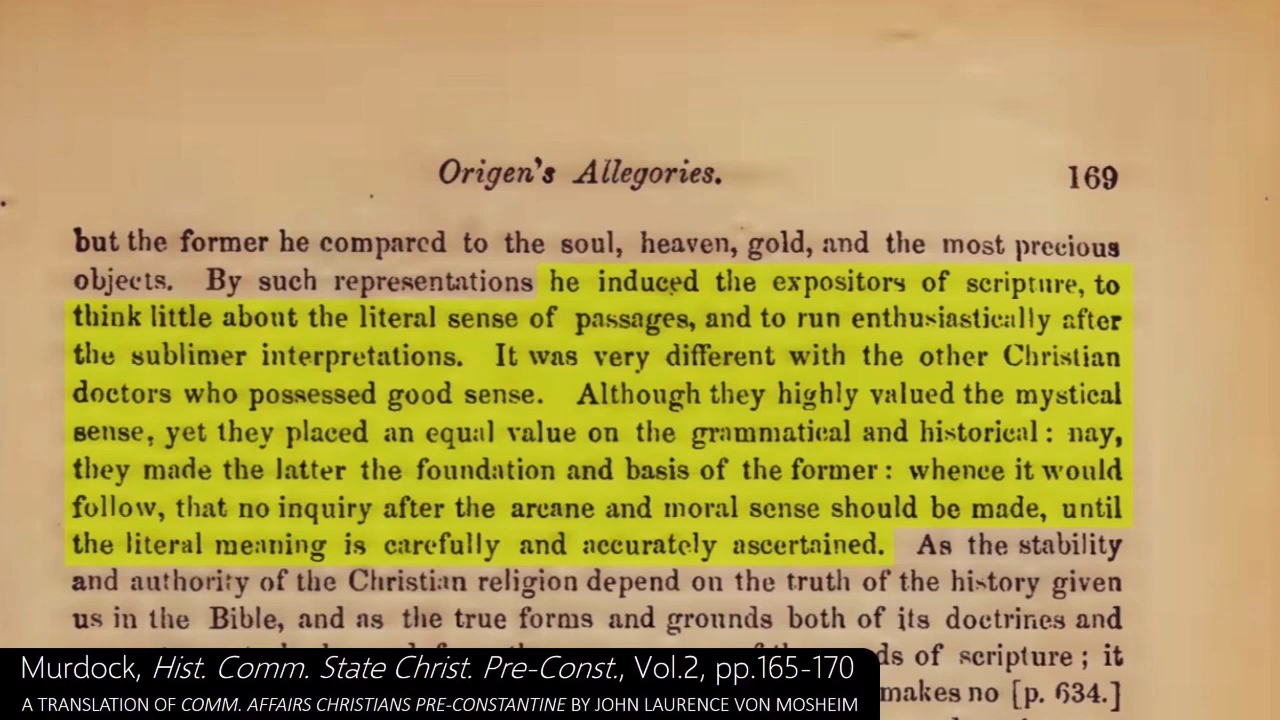 Origen's Allegories. 169
but the former he compared to the soul, heaven, gold, and the most precious
objects. By such representations he induced the expositors of scripture, to
think little about the literal sense of passages, and to run enthusiastically after
the sublimer interpretations. It was very different with the other Christian
doctors who possessed good sense. Although they highly valued the mystical
sense, yet they placed an equal value on the grammatical and historical: nay,
they made the latter the foundation and basis of the former: whence it would
follow, that no inquiry after the arcane and moral sense should be made, until
the literal meaning is carefully and accurately ascertained. As the stability
and authority of the Christian religion depend on the truth of the history given
us in the Bible, and as the true forms and grounds both of its doctrines and
of scripture; it
makes no [p. 634.]
Murdock, Hist. Comm. State Christ. Pre-Const., Vol.2, pp.165-170
A TRANSLATION OF COMM. AFFAIRS CHRISTIANS PRE-CONSTANTINE BY JOHN LAURENCE VON MOSHEIM